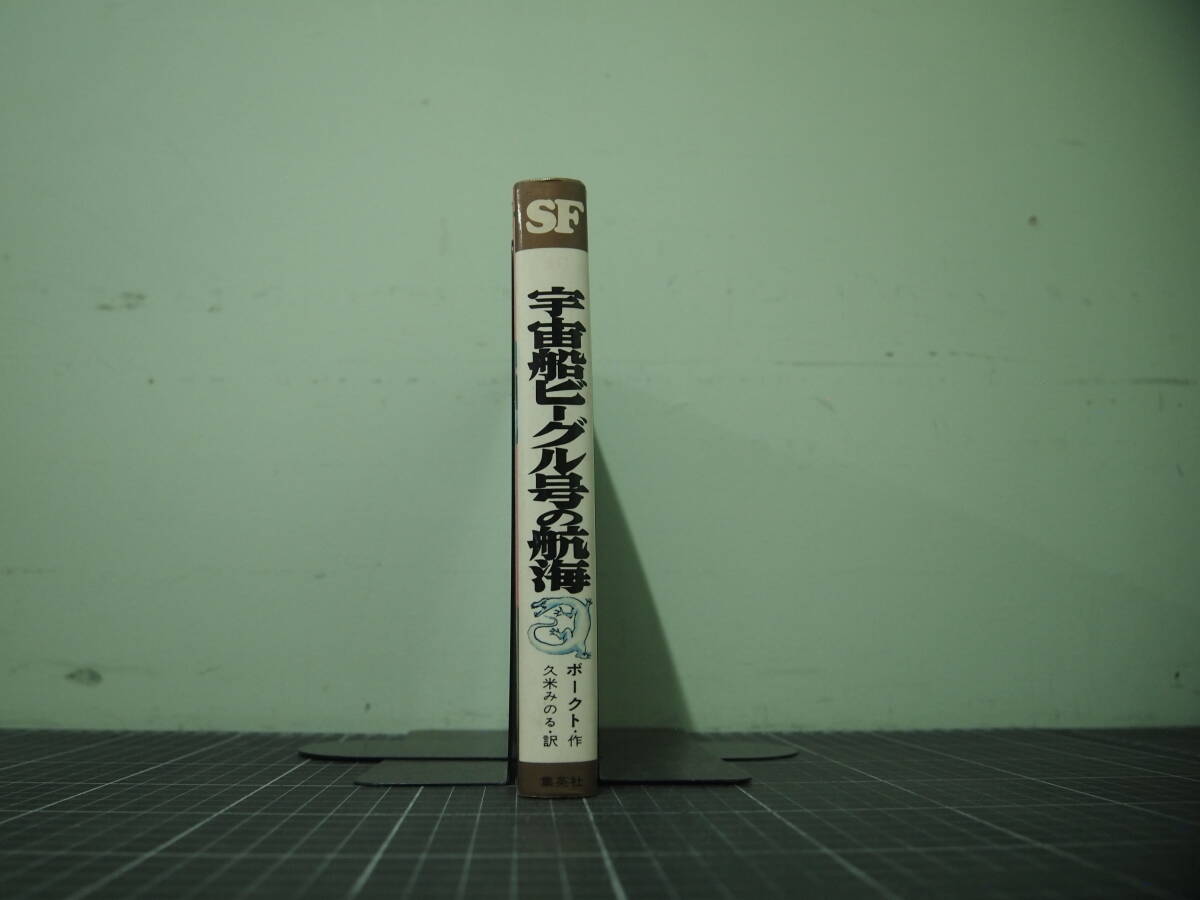 SF
宇宙船ビーグル号の航海
ボークト・作
久米みのる・訳
集英社